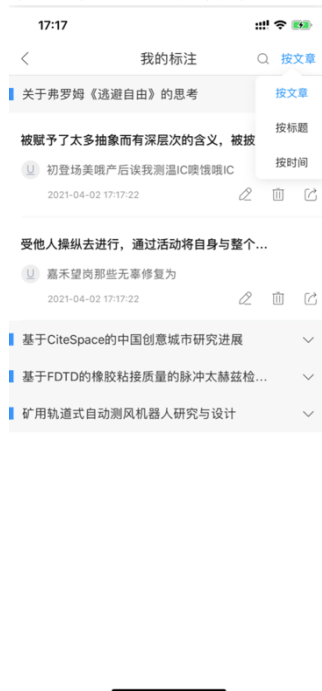 17:17
我的标注
按文章
关于弗罗姆《逃避自由》的思考
按文章
按标题
按时间
被赋予了太多抽象而有深层次的含义，被披
初登场美哦产后诶我测温IC噢饿哦IC
2021-04-02 17:17:22
受他人操纵去进行，通过活动将自身与整个...
嘉禾望岗那些无辜修复为
2021-04-02 17:17:22
基于CiteSpace的中国创意城市研究进展
基于FDTD的橡胶粘接质量的脉冲太赫兹检...
矿用轨道式自动测风机器人研究与设计